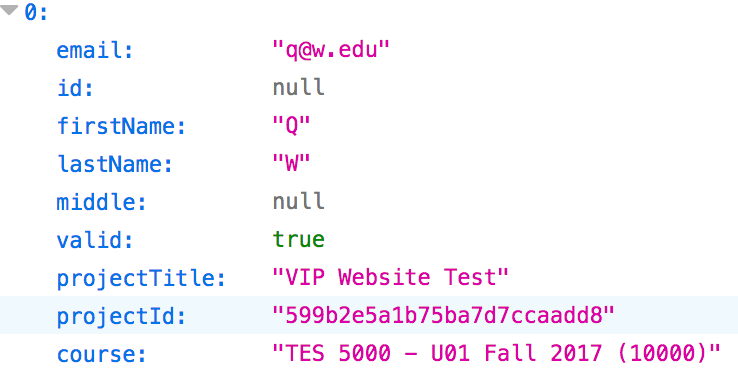 0:
email: "q@w.edu"
id: null
firstName: "Q"
lastName: "W"
middle: null
valid: true
projectTitle: "VIP Website Test"
projectId: "599b2e5a1b75ba7d7ccaadd8"
course: "TES 5000 - U01 Fall 2017 (10000)"